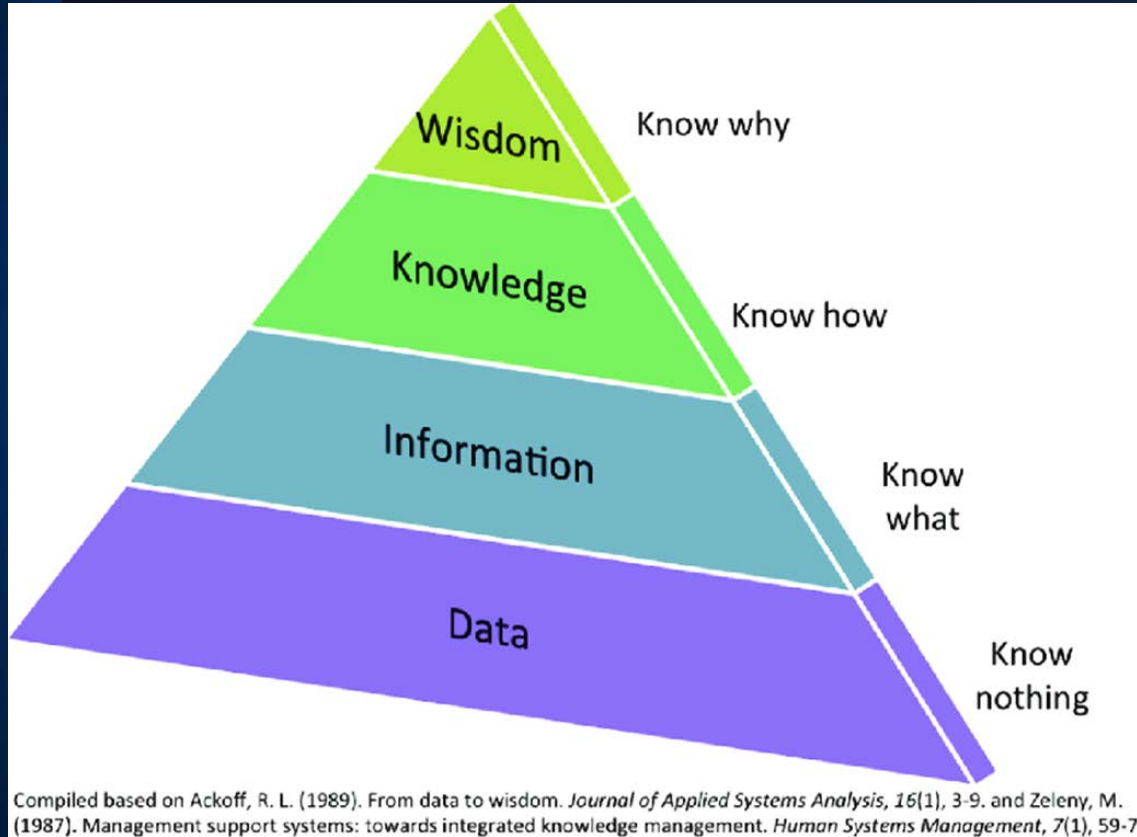 Wisdom
Know why
Knowledge
Know how
Information
Know
what
Data
Know
nothing
Compiled based on Ackoff, R. L. (1989). From data to wisdom. Journal of Applied Systems Analysis, 16(1), 3-9. and Zeleny, M.
(1987). Management support systems: towards integrated knowledge management. Human Systems Management, 7(1), 59-7